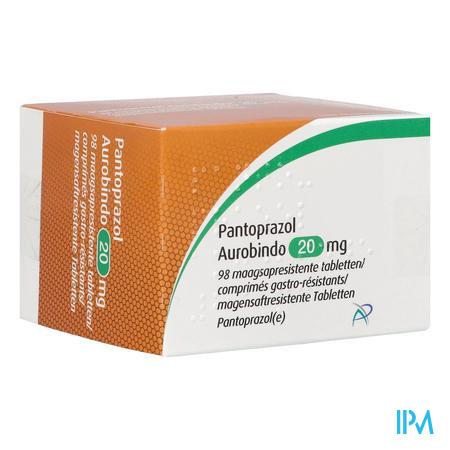 Pantoprazol
Aurobindo 20 mg
98 maagsapresistente tabletten/
comprimés gastro-résistants/
magensaftresistente Tabletten
Pantoprazol
Aurobindo 20 mg
98 maagsapresistente tabletten/
comprimés gastro-résistants/
magensaftresistente Tabletten
Pantoprazol(e)
IPM